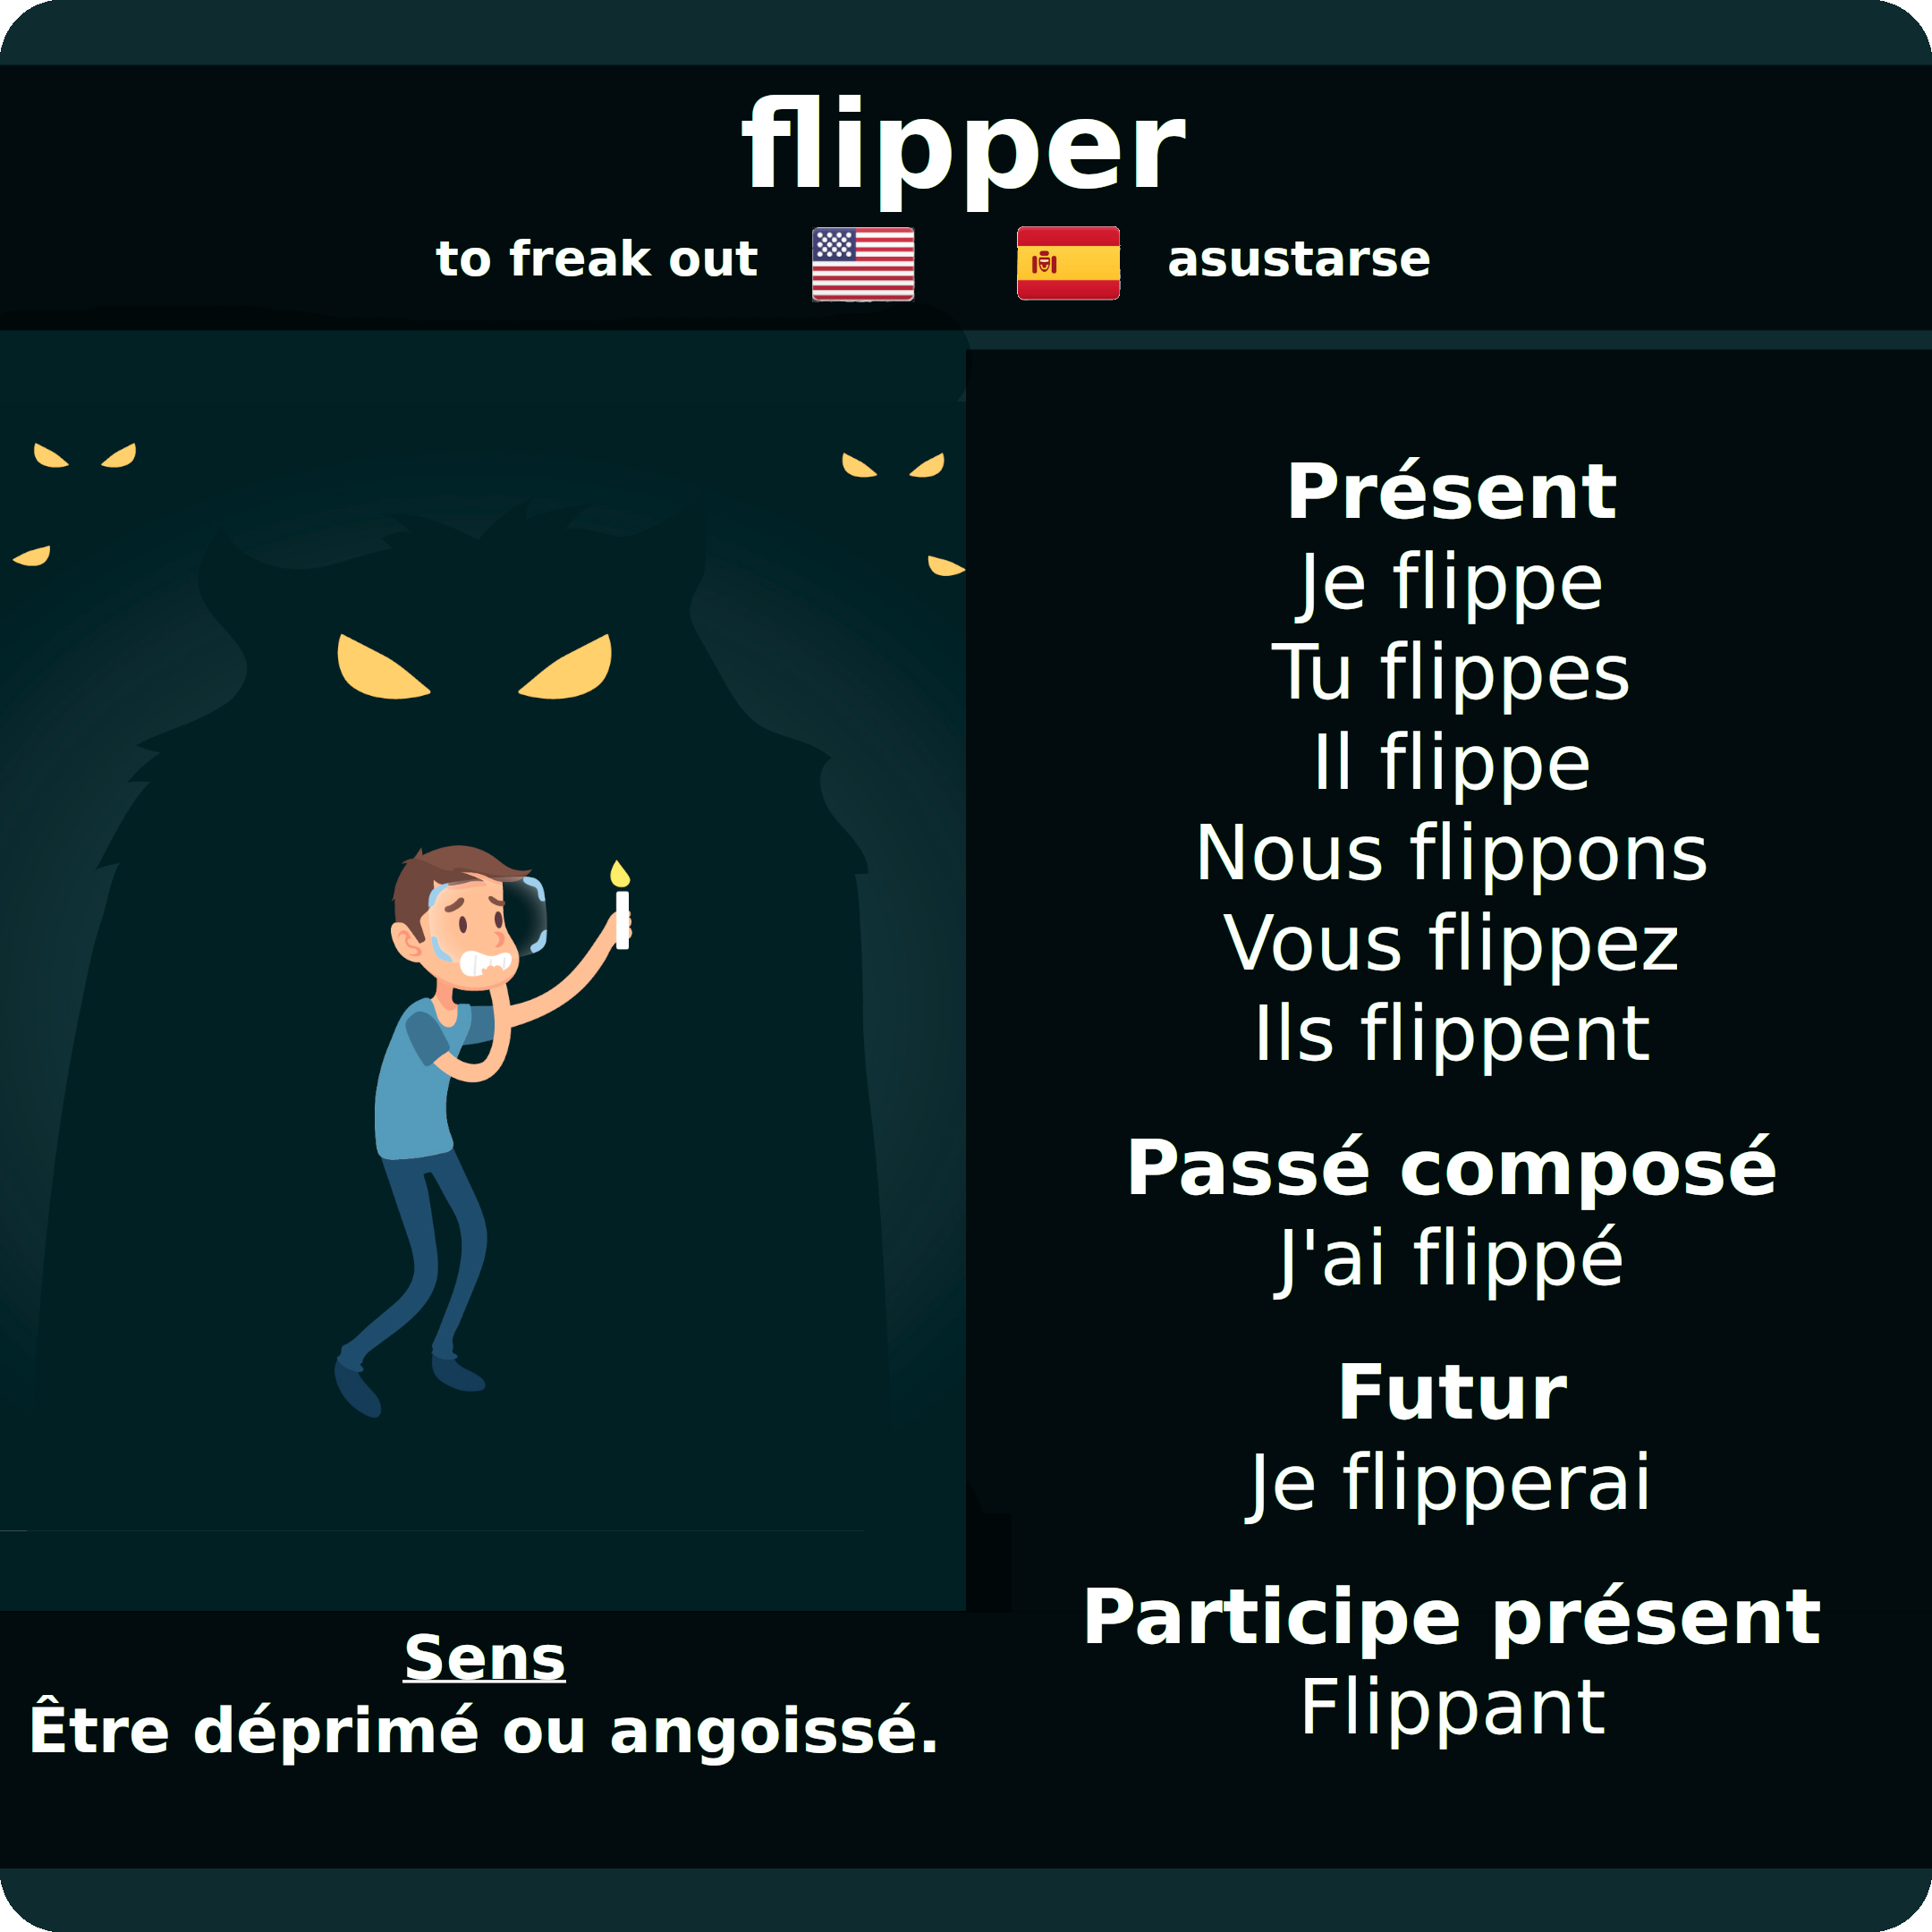 flipper
to freak out asustarse
Présent
Je flippe
Tu flippes
Il flippe
Nous flippons
Vous flippez
Ils flippent
Passé composé
J'ai flippé
Futur
Je flipperai
Participe présent
Flippant
Sens
Être déprimé ou angoissé.